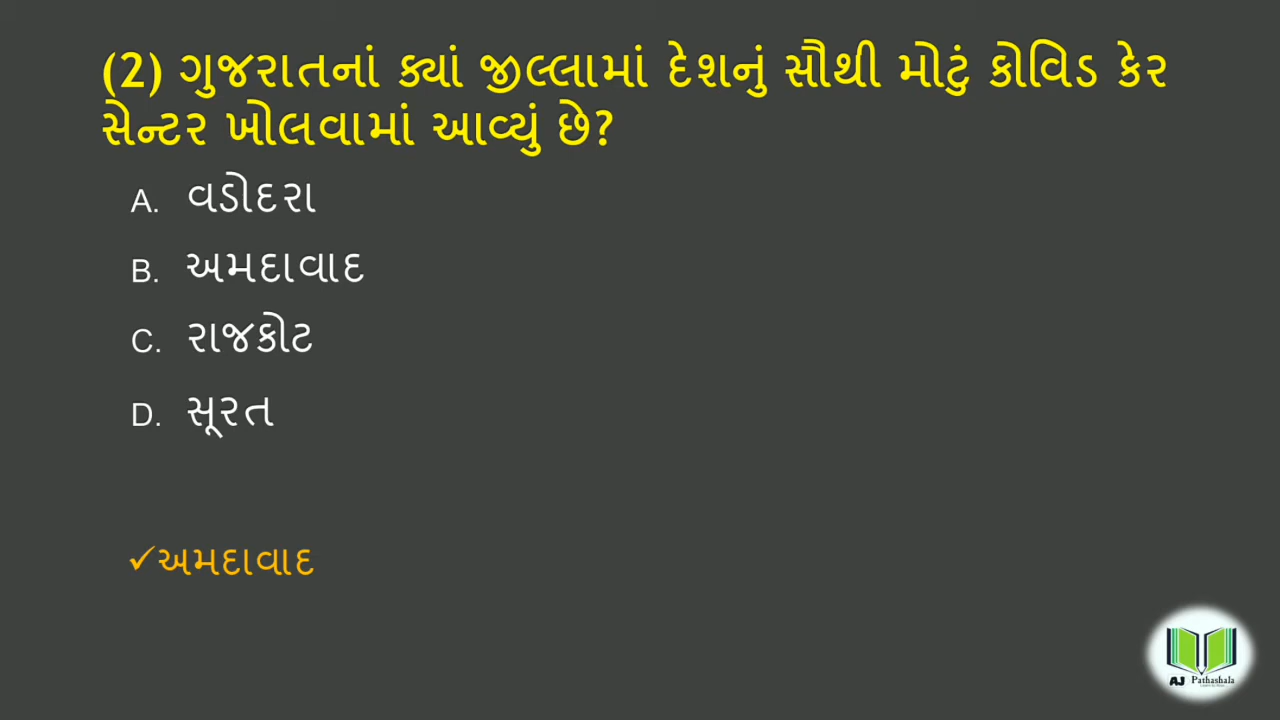 (2) ગુજરાતનાં ક્યાં જીલ્લામાં દેશનું સૌથી મોટું કોવિડ કેર
સેન્ટર ખોલવામાં આવ્યું છે?
A. વડોદરા
B. અમદાવાદ
C. રાજકોટ
D. સૂરત
✓અમદાવાદ
AJ Pathashala